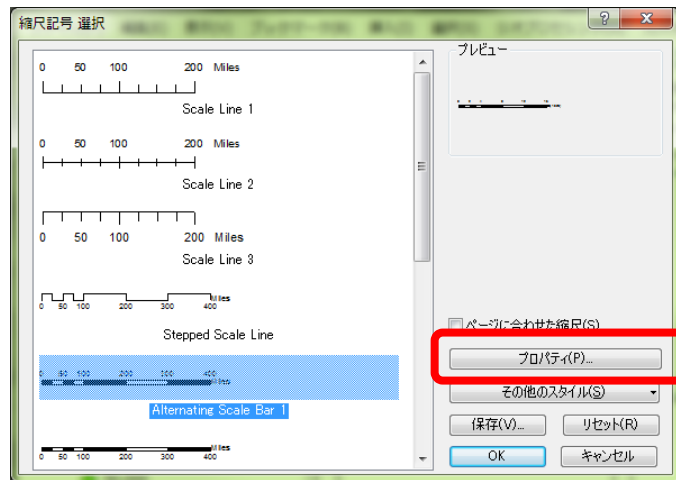 縮尺記号 選択
0 50 100 200 Miles
Scale Line 1
0 50 100 200 Miles
Scale Line 2
0 50 100 200 Miles
Scale Line 3
Miles
0 50 100 200 300 400
Stepped Scale Line
0 50 100 200 300 400
Miles
Alternating Scale Bar 1
Miles
0 50 100 200 300 400
プレビュー
ページに合わせた縮尺(S)
プロパティ(P)...
その他のスタイル(S)
保存(V)...
リセット(R)
OK
キャンセル